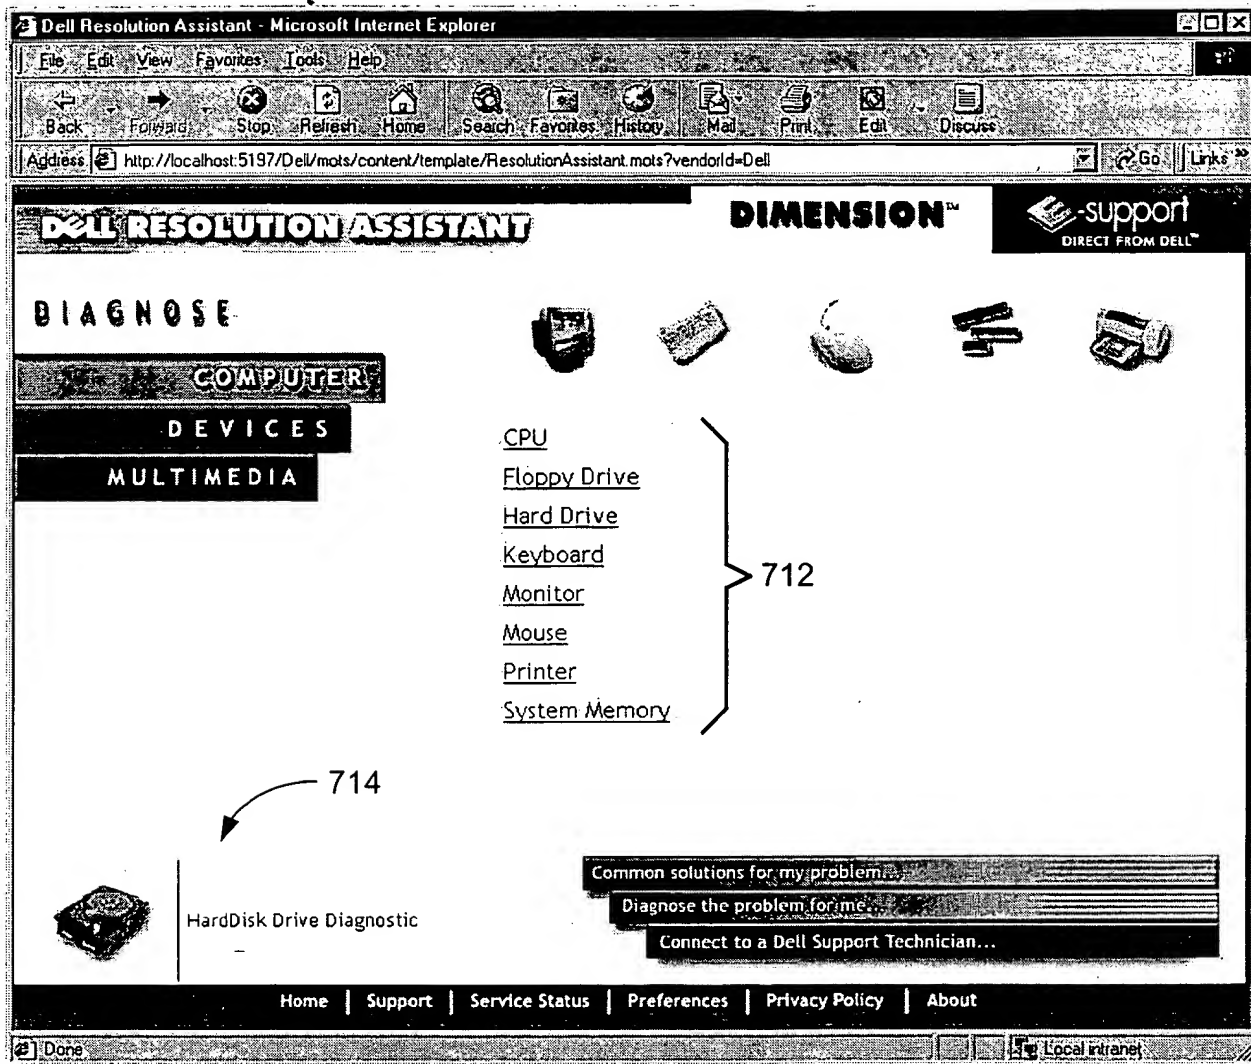 Dell Resolution Assistant - Microsoft Internet Explorer
File Edit View Favorites Tools Help
Back Forward Stop Refresh Home Search Favorites History Mail Print Edit Discuss
Address http://localhost:5197/Dell/mots/content/template/ResolutionAssistant.mots?vendorId=Dell Go Links »
DELL RESOLUTION ASSISTANT
DIMENSION™
e-support
DIRECT FROM DELL™
DIAGNOSE
COMPUTER
DEVICES
MULTIMEDIA
CPU
Floppy Drive
Hard Drive
Keyboard
Monitor
Mouse
Printer
System Memory
712
714
HardDisk Drive Diagnostic
Common solutions for my problem...
Diagnose the problem for me...
Connect to a Dell Support Technician...
Home | Support | Service Status | Preferences | Privacy Policy | About
Done Local intranet